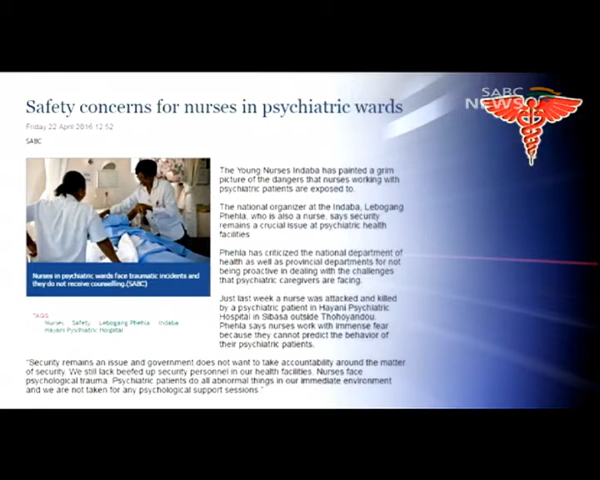 SABC
NEWS
Safety concerns for nurses in psychiatric wards
Friday 22 April 2016 12:52
SABC
The Young Nurses Indaba has painted a grim
picture of the dangers that nurses working with
psychiatric patients are exposed to.
The national organizer at the Indaba, Lebogang
Phehla, who is also a nurse, says security
remains a crucial issue at psychiatric health
facilities
Phehla has criticized the national department of
health as well as provincial departments for not
being proactive in dealing with the challenges
that psychiatric caregivers are facing.
Just last week a nurse was attacked and killed
by a psychiatric patient in Hayani Psychiatric
Hospital in Sibasa outside Thohoyandou.
Phehla says nurses work with immense fear
because they cannot predict the behavior of
their psychiatric patients.
Nurses in psychiatric wards face traumatic incidents and
they do not receive counselling.(SABC)
TAGS
Nurses Safety Lebogang Phehla Indaba
Hayani Pyschiatric Hospital
"Security remains an issue and government does not want to take accountability around the matter
of security. We still lack beefed up security personnel in our health facilities. Nurses face
psychological trauma. Psychiatric patients do all abnormal things in our immediate environment
and we are not taken for any psychological support sessions."